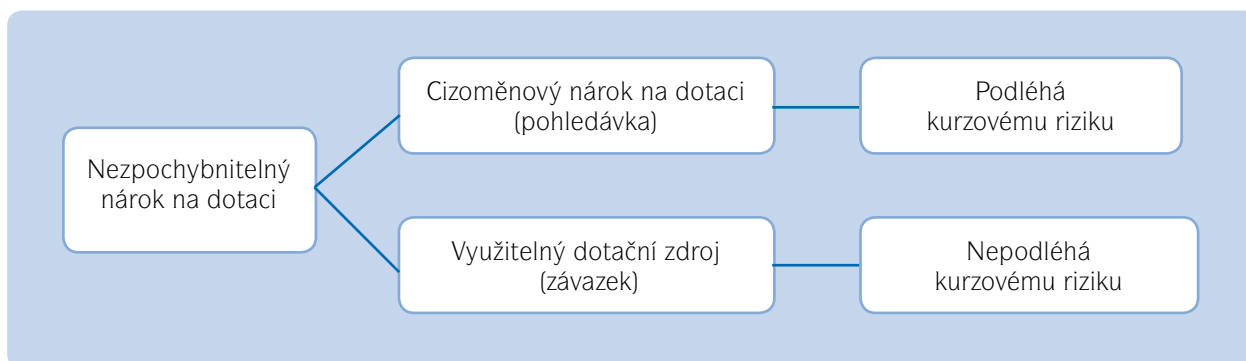 Nezpochybnitelný
nárok na dotaci
Cizoměnový nárok na dotaci
(pohledávka)
Podléhá
kurzovému riziku
Využitelný dotační zdroj
(závazek)
Nepodléhá
kurzovému riziku